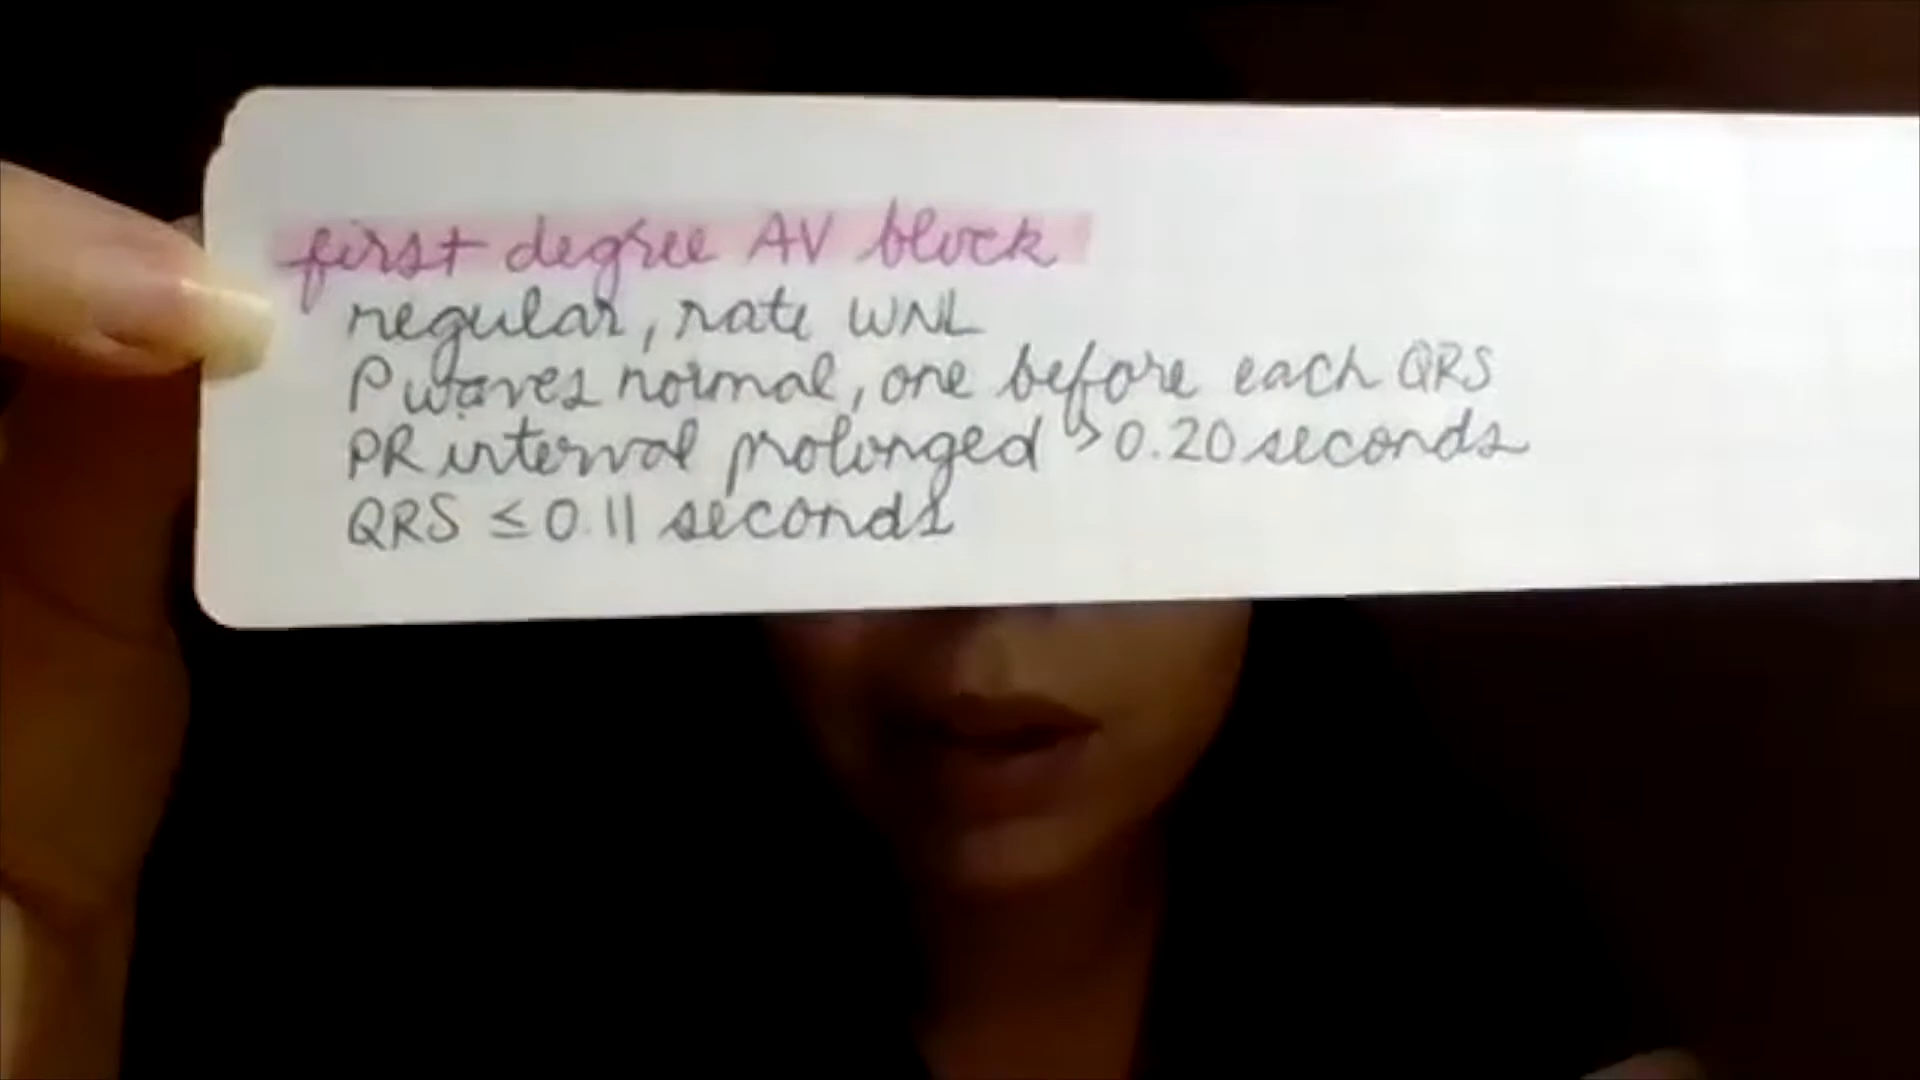 first degree AV block
regular, rate WNL
P waves normal, one before each QRS
PR interval prolonged >0.20 seconds
QRS ≤ 0.11 seconds